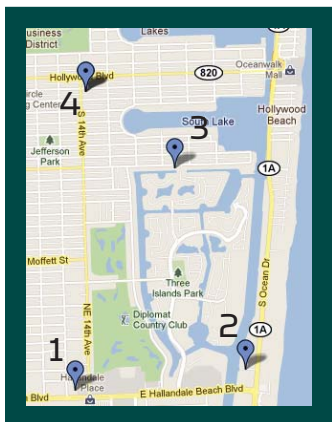 usiness
District
Lakes
Oceanwalk
Mall
Hollywood Blvd
820
4
ircle
g Center
S 14th Ave
3
South Lake
Hollywood
Beach
Jefferson
Park
1A
Moffett St
Three
Islands Park
S Ocean Dr
NE 14th Ave
Diplomat
Country Club
2
1A
1
Hallandale
Place
n Blvd
E Hallandale Beach Blvd